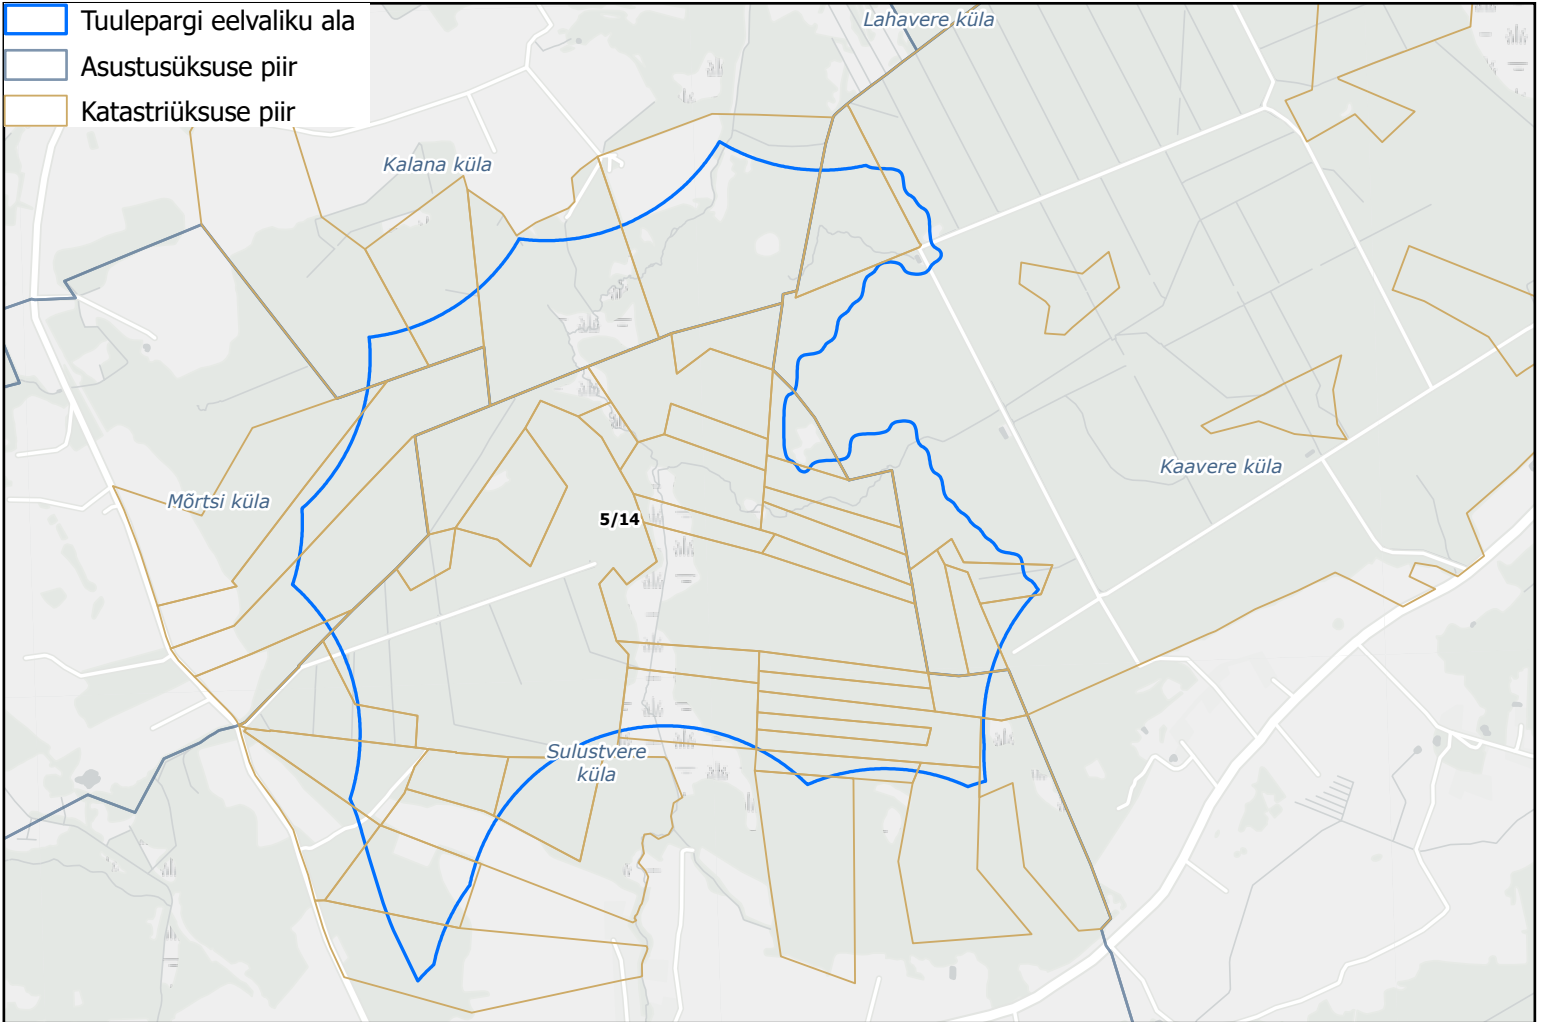 Tuulepargi eelvaliku ala
Asustusüksuse piir
Katastriüksuse piir
Lahavere küla
Kalana küla
Kaavere küla
Mõrtsi küla
5/14
Sulustvere
küla